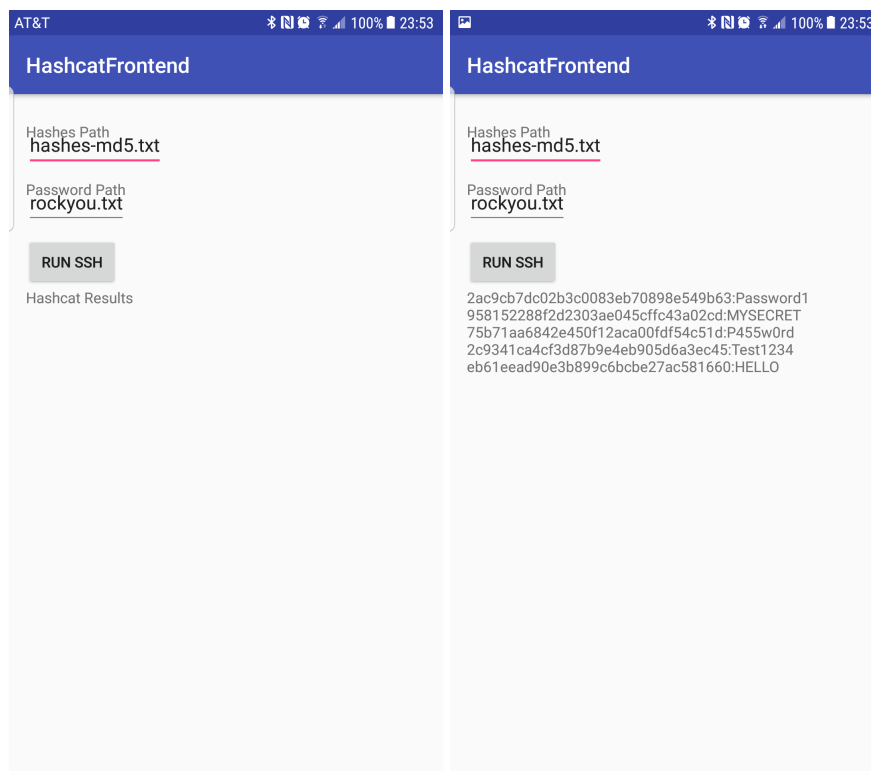 AT&T 100% 23:53
HashcatFrontend
Hashes Path
hashes-md5.txt
Password Path
rockyou.txt
RUN SSH
Hashcat Results
100% 23:53
HashcatFrontend
Hashes Path
hashes-md5.txt
Password Path
rockyou.txt
RUN SSH
2ac9cb7dc02b3c0083eb70898e549b63:Password1
958152288f2d2303ae045cffc43a02cd:MYSECRET
75b71aa6842e450f12aca00fdf54c51d:P455w0rd
2c9341ca4cf3d87b9e4eb905d6a3ec45:Test1234
eb61eead90e3b899c6bcbe27ac581660:HELLO